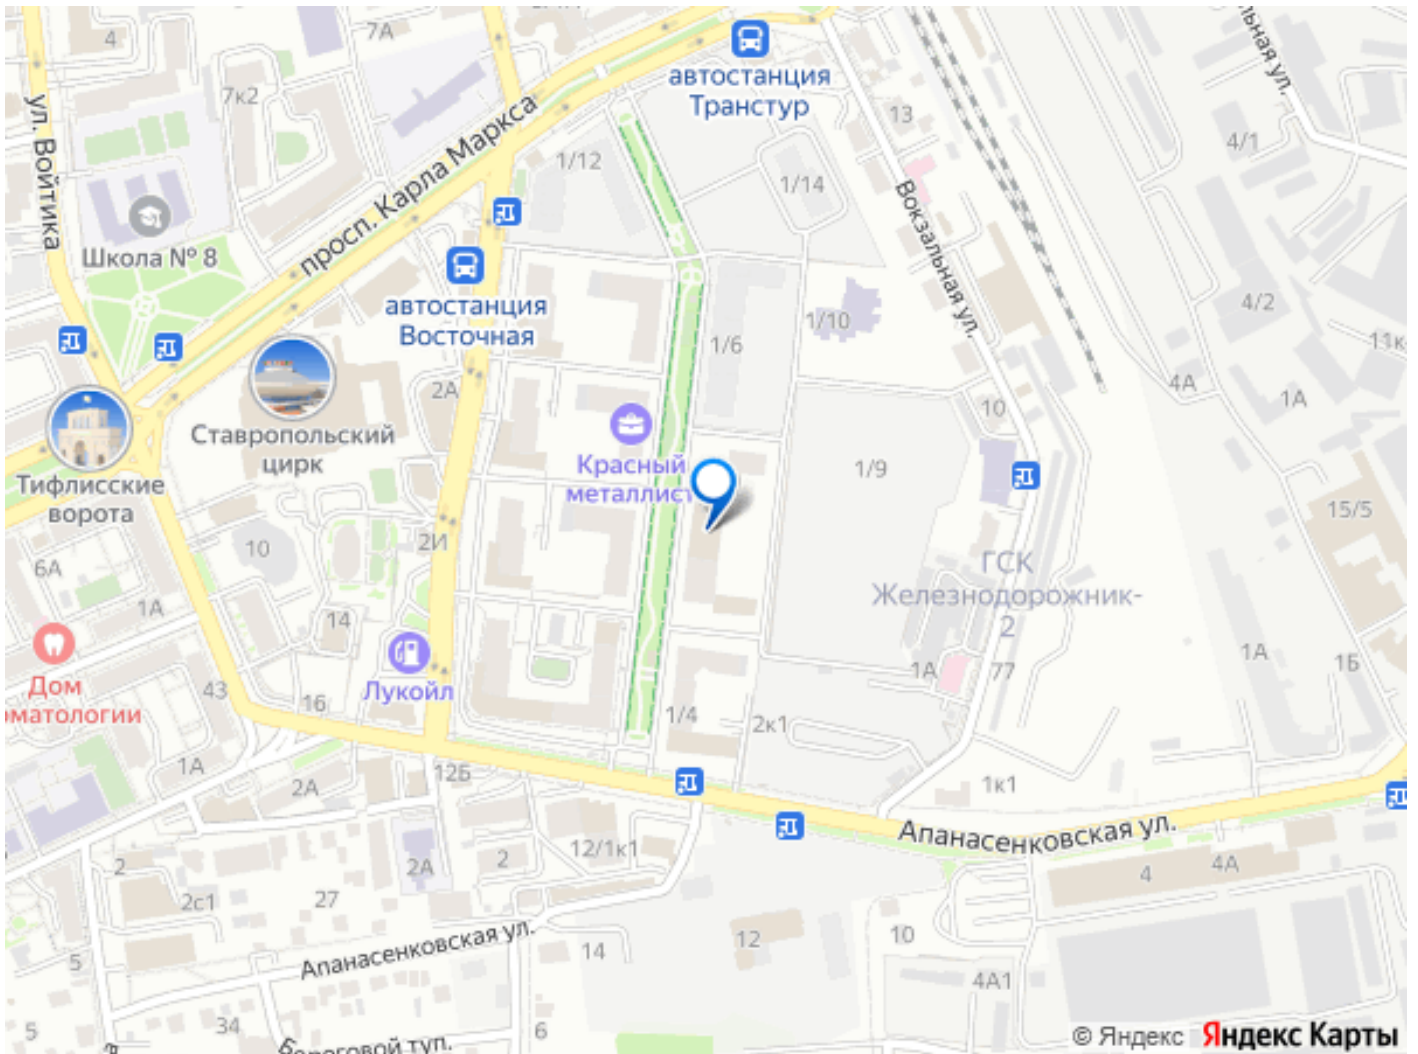 4
7А
автостанция
Транстур
7к2
13
4/1
ул. Войтика
просп. Карла Маркса
1/12
1/14
Вокзальная ул.
Школа № 8
автостанция
Восточная
4/2
1/10
1/6
11к
4А
2А
1А
10
Ставропольский
цирк
Красный
металлист
1/9
Тифлисские
ворота
15/5
10
2И
6А
ГСК
Железнодорожник-
2
1А
14
1А
77
1А
1Б
Дом
оматологии
Лукойл
43
16
1/4
2к1
1А
12Б
2А
1к1
Апанасенковская ул.
2
2А
2
12/1к1
4
4А
2с1
27
Апанасенковская ул.
14
12
10
5
4А1
5
34
6
© Яндекс Яндекс Карты